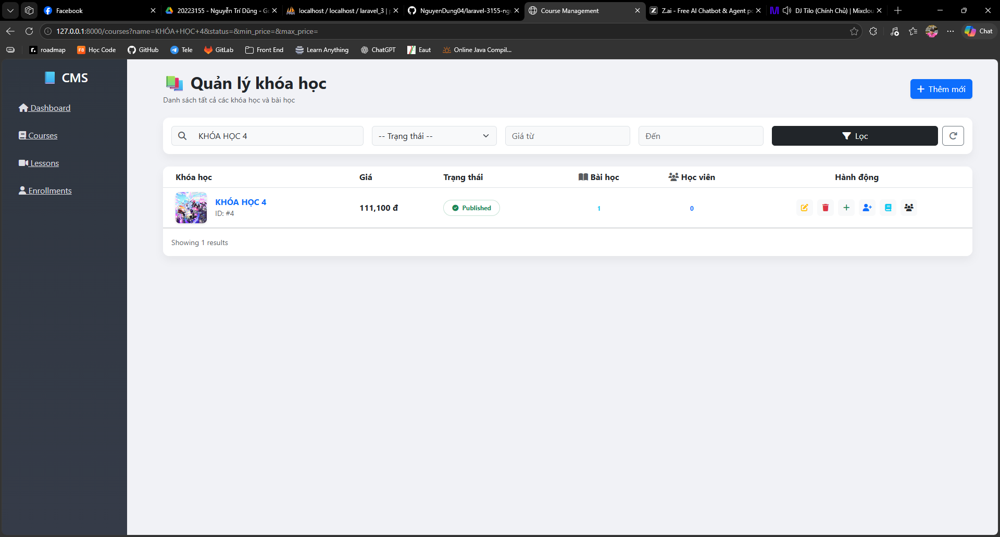 Facebook
20223155 - Nguyễn Trí Dũng - Go
localhost / localhost / laravel_3 | p
NguyenDung04/laravel-3155-ngu
Course Management
Z.ai - Free AI Chatbot & Agent po
DJ Tilo (Chính Chủ) | Mixclou
127.0.0.1:8000/courses?name=KHÓA+HỌC+4&status=&min_price=&max_price=
Chat
roadmap
F8 Học Code
GitHub
Tele
GitLab
Front End
Learn Anything
ChatGPT
Eaut
Online Java Compil...
CMS
Dashboard
Courses
Lessons
Enrollments
Quản lý khóa học
Danh sách tất cả các khóa học và bài học
Thêm mới
KHÓA HỌC 4
-- Trạng thái --
Giá từ
Đến
Lọc
Khóa học Giá Trạng thái Bài học Học viên Hành động
KHÓA HỌC 4
ID: #4
111,100 đ
Published
1
0
Showing 1 results